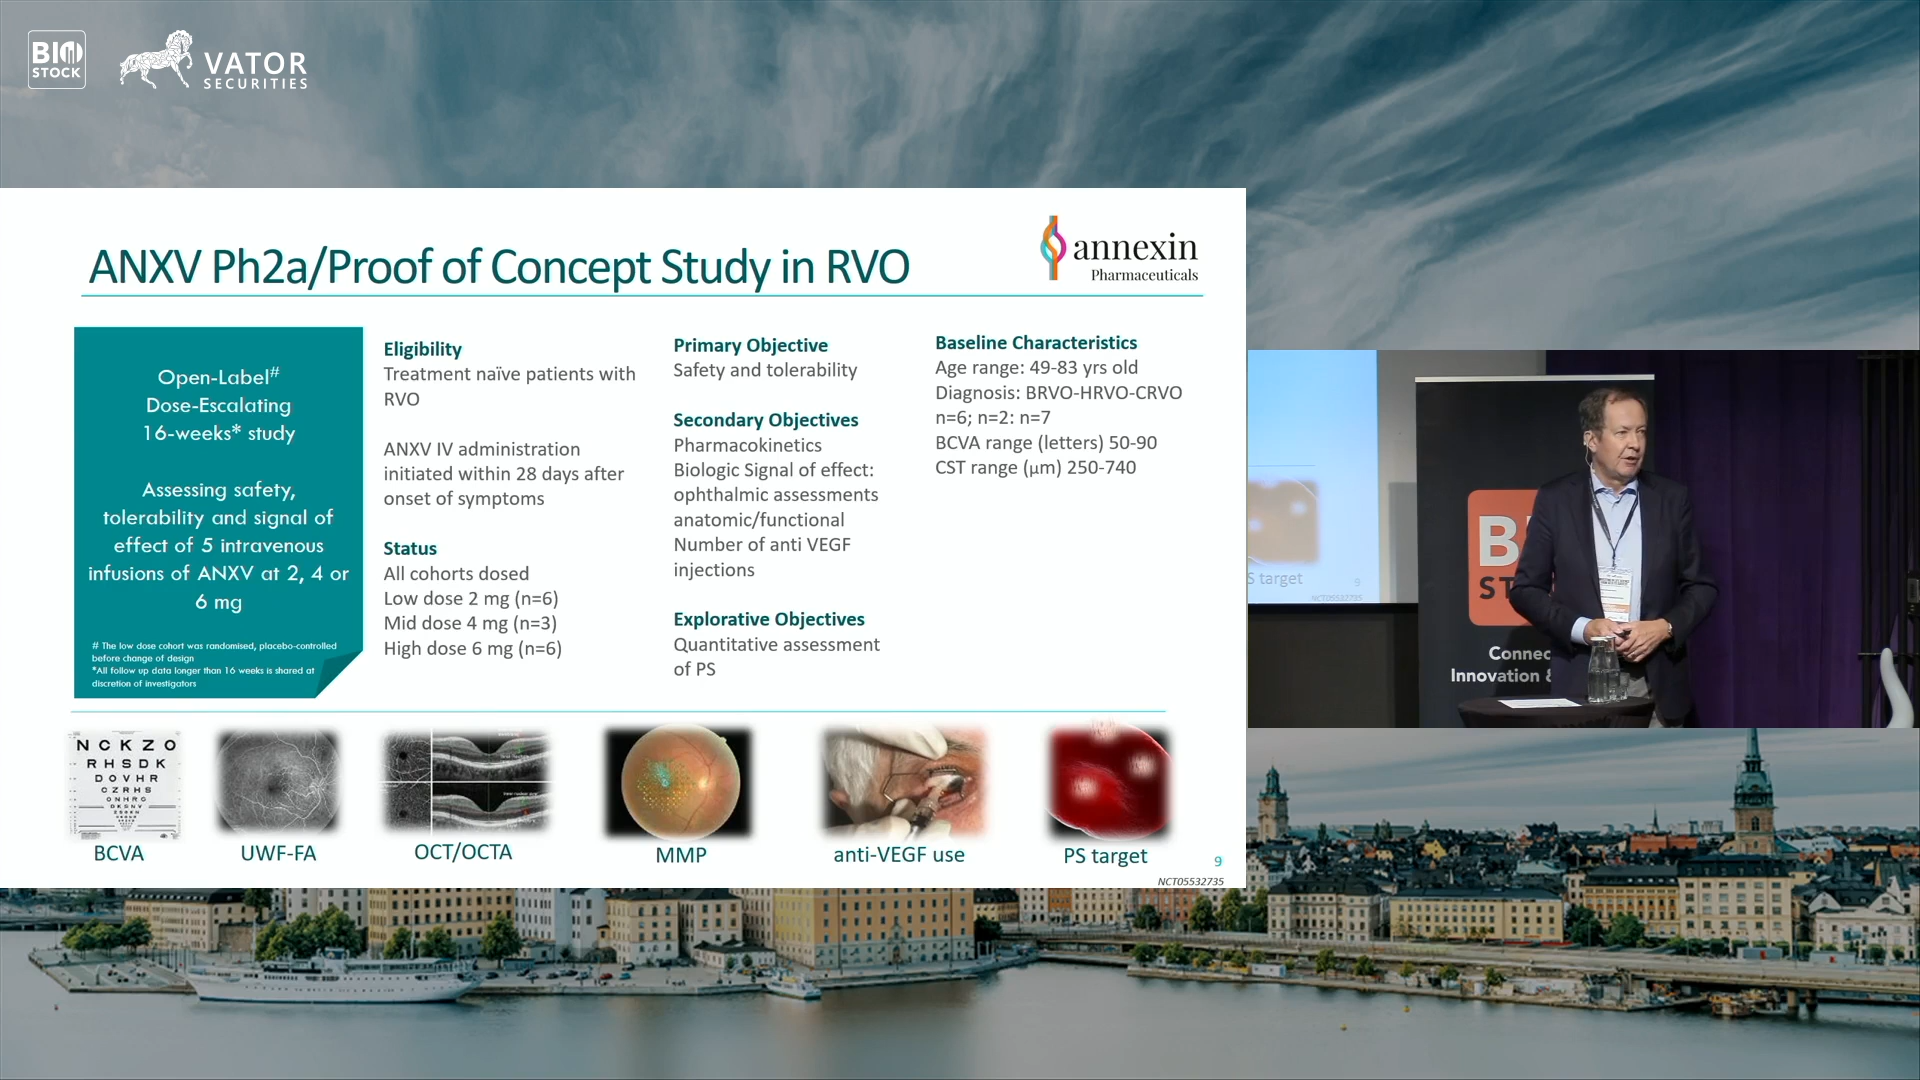 BIO
STOCK
VATOR
SECURITIES
ANXV Ph2a/Proof of Concept Study in RVO
annexin
Pharmaceuticals
Open-Label#
Dose-Escalating
16-weeks* study
Assessing safety,
tolerability and signal of
effect of 5 intravenous
infusions of ANXV at 2, 4 or
6 mg
# The low dose cohort was randomised, placebo-controlled
before change of design
*All follow up data longer than 16 weeks is shared at
discretion of investigators
Eligibility
Treatment naïve patients with
RVO
ANXV IV administration
initiated within 28 days after
onset of symptoms
Status
All cohorts dosed
Low dose 2 mg (n=6)
Mid dose 4 mg (n=3)
High dose 6 mg (n=6)
Primary Objective
Safety and tolerability
Secondary Objectives
Pharmacokinetics
Biologic Signal of effect:
ophthalmic assessments
anatomic/functional
Number of anti VEGF
injections
Explorative Objectives
Quantitative assessment
of PS
Baseline Characteristics
Age range: 49-83 yrs old
Diagnosis: BRVO-HRVO-CRVO
n=6; n=2: n=7
BCVA range (letters) 50-90
CST range (μm) 250-740
N C K Z O
R H S D K
D O V H R
C Z R H S
O N H R C
BCVA
UWF-FA
OCT/OCTA
MMP
anti-VEGF use
PS target
9
NCT05532735
S target
9
NCT05532735
B
ST
Connec
Innovation &